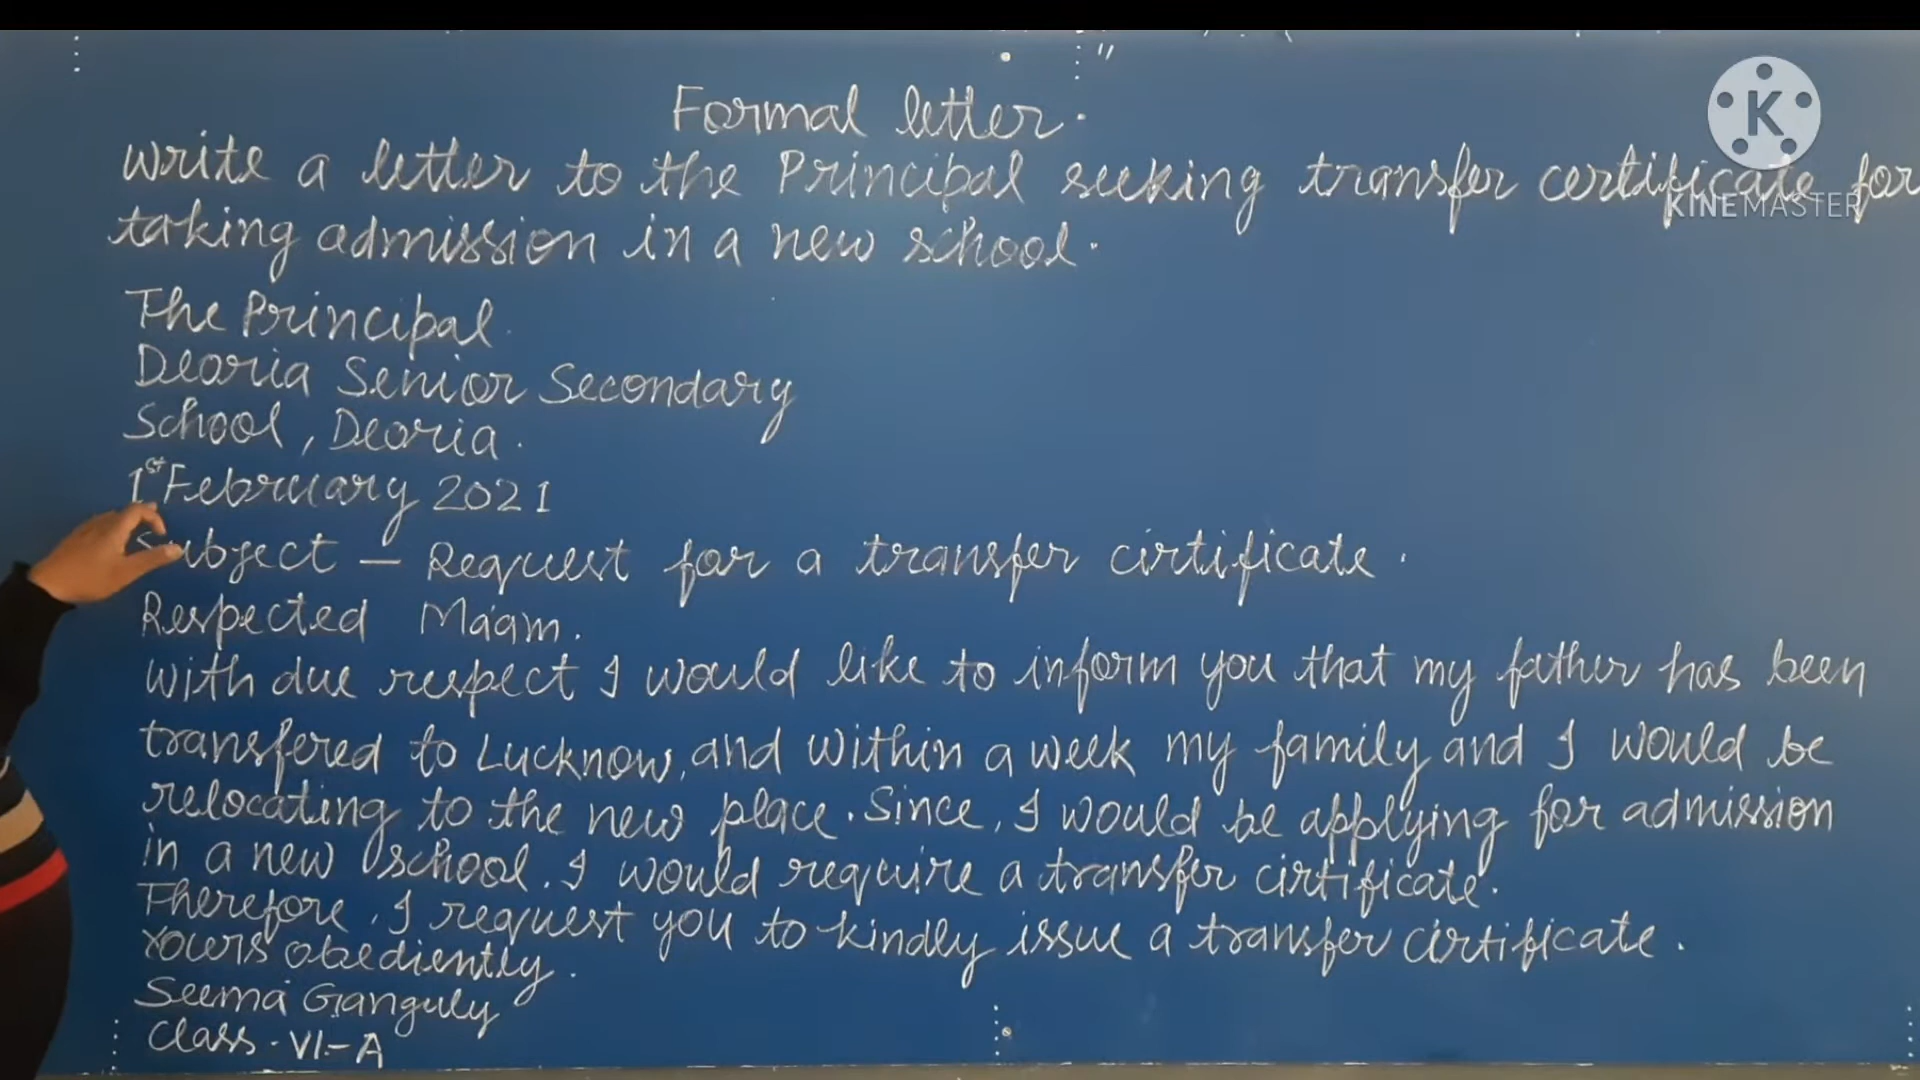 Formal letter.
Write a letter to the Principal seeking transfer certificate for
taking admission in a new school.
The Principal.
Deoria Senior Secondary
School, Deoria.
1st February 2021
Subject - Request for a transfer cirtificate.
Respected Ma'am.
With due respect I would like to inform you that my father has been
transfered to Lucknow, and within a week my family and I would be
relocating to the new place. Since, I would be applying for admission
in a new school. I would require a transfer cirtificate.
Therefore, I request you to kindly issue a transfer cirtificate.
Yours obediently.
Seema Ganguly
Class. VI-A
K
KINEMASTER